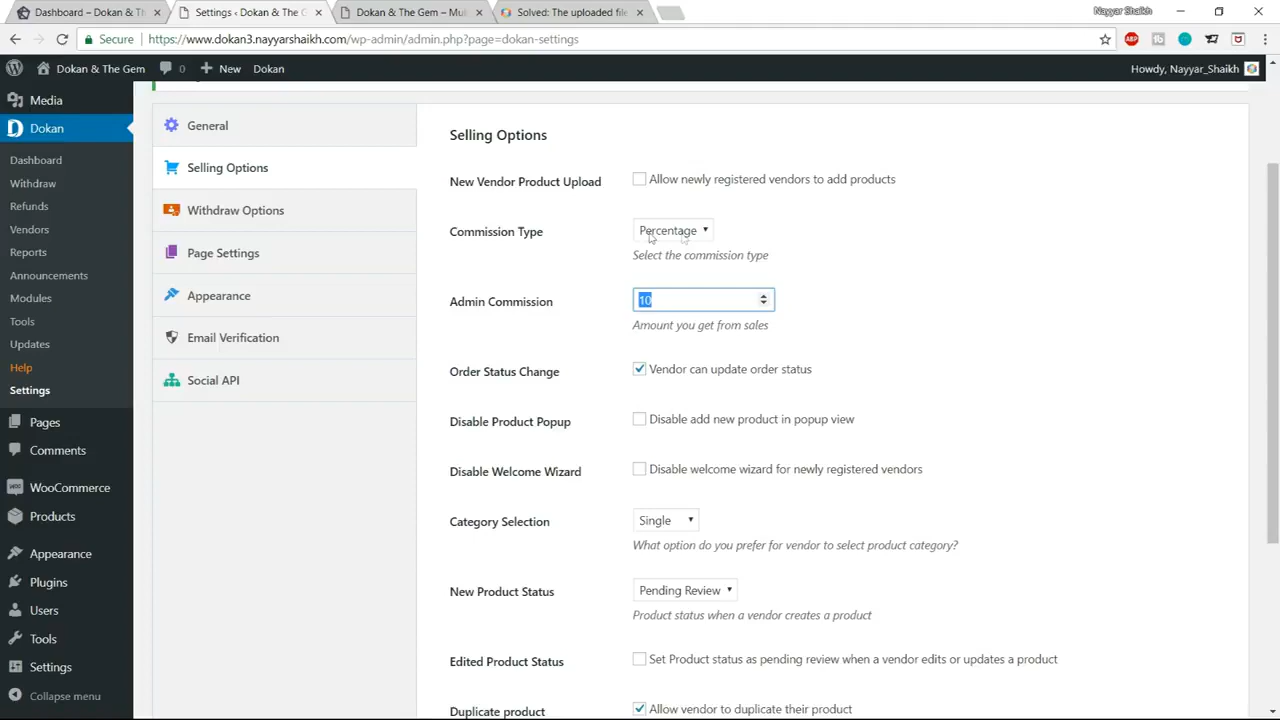 Dashboard – Dokan & Th
Settings ‹ Dokan & The G
Dokan & The Gem – Mul
Solved: The uploaded file
Nayyar Shaikh
Secure
https://www.dokan3.nayyarshaikh.com/wp-admin/admin.php?page=dokan-settings
ABP
Dokan & The Gem
0
New
Dokan
Howdy, Nayyar_Shaikh
Media
Dokan
Dashboard
Withdraw
Refunds
Vendors
Reports
Announcements
Modules
Tools
Updates
Help
Settings
Pages
Comments
WooCommerce
Products
Appearance
Plugins
Users
Tools
Settings
Collapse menu
General
Selling Options
Withdraw Options
Page Settings
Appearance
Email Verification
Social API
Selling Options
New Vendor Product Upload
Allow newly registered vendors to add products
Commission Type
Percentage
Select the commission type
Admin Commission
10
Amount you get from sales
Order Status Change
Vendor can update order status
Disable Product Popup
Disable add new product in popup view
Disable Welcome Wizard
Disable welcome wizard for newly registered vendors
Category Selection
Single
What option do you prefer for vendor to select product category?
New Product Status
Pending Review
Product status when a vendor creates a product
Edited Product Status
Set Product status as pending review when a vendor edits or updates a product
Duplicate product
Allow vendor to duplicate their product